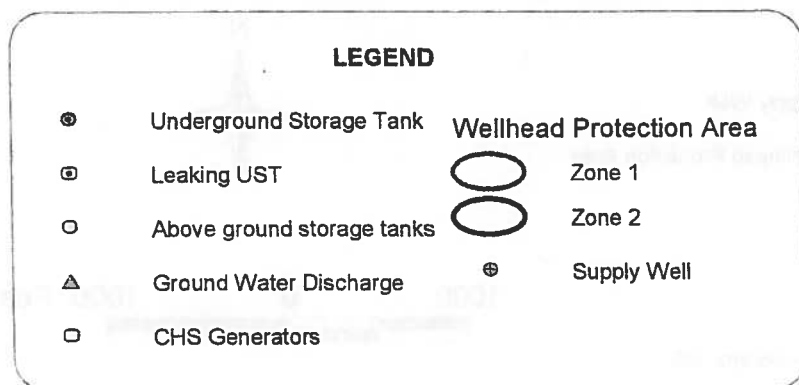 LEGEND
Underground Storage Tank
Leaking UST
Above ground storage tanks
Ground Water Discharge
CHS Generators
Wellhead Protection Area
Zone 1
Zone 2
Supply Well